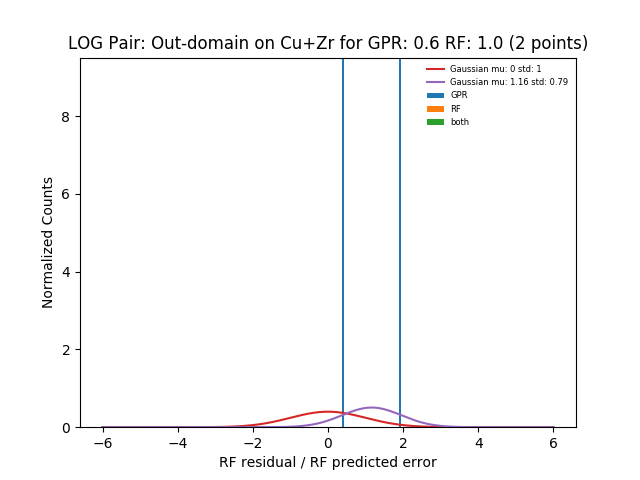 LOG Pair: Out-domain on Cu+Zr for GPR: 0.6 RF: 1.0 (2 points)
Gaussian mu: 0 std: 1
Gaussian mu: 1.16 std: 0.79
GPR
RF
both
Normalized Counts
8
6
4
2
0
−6
−4
−2
0
2
4
6
RF residual / RF predicted error